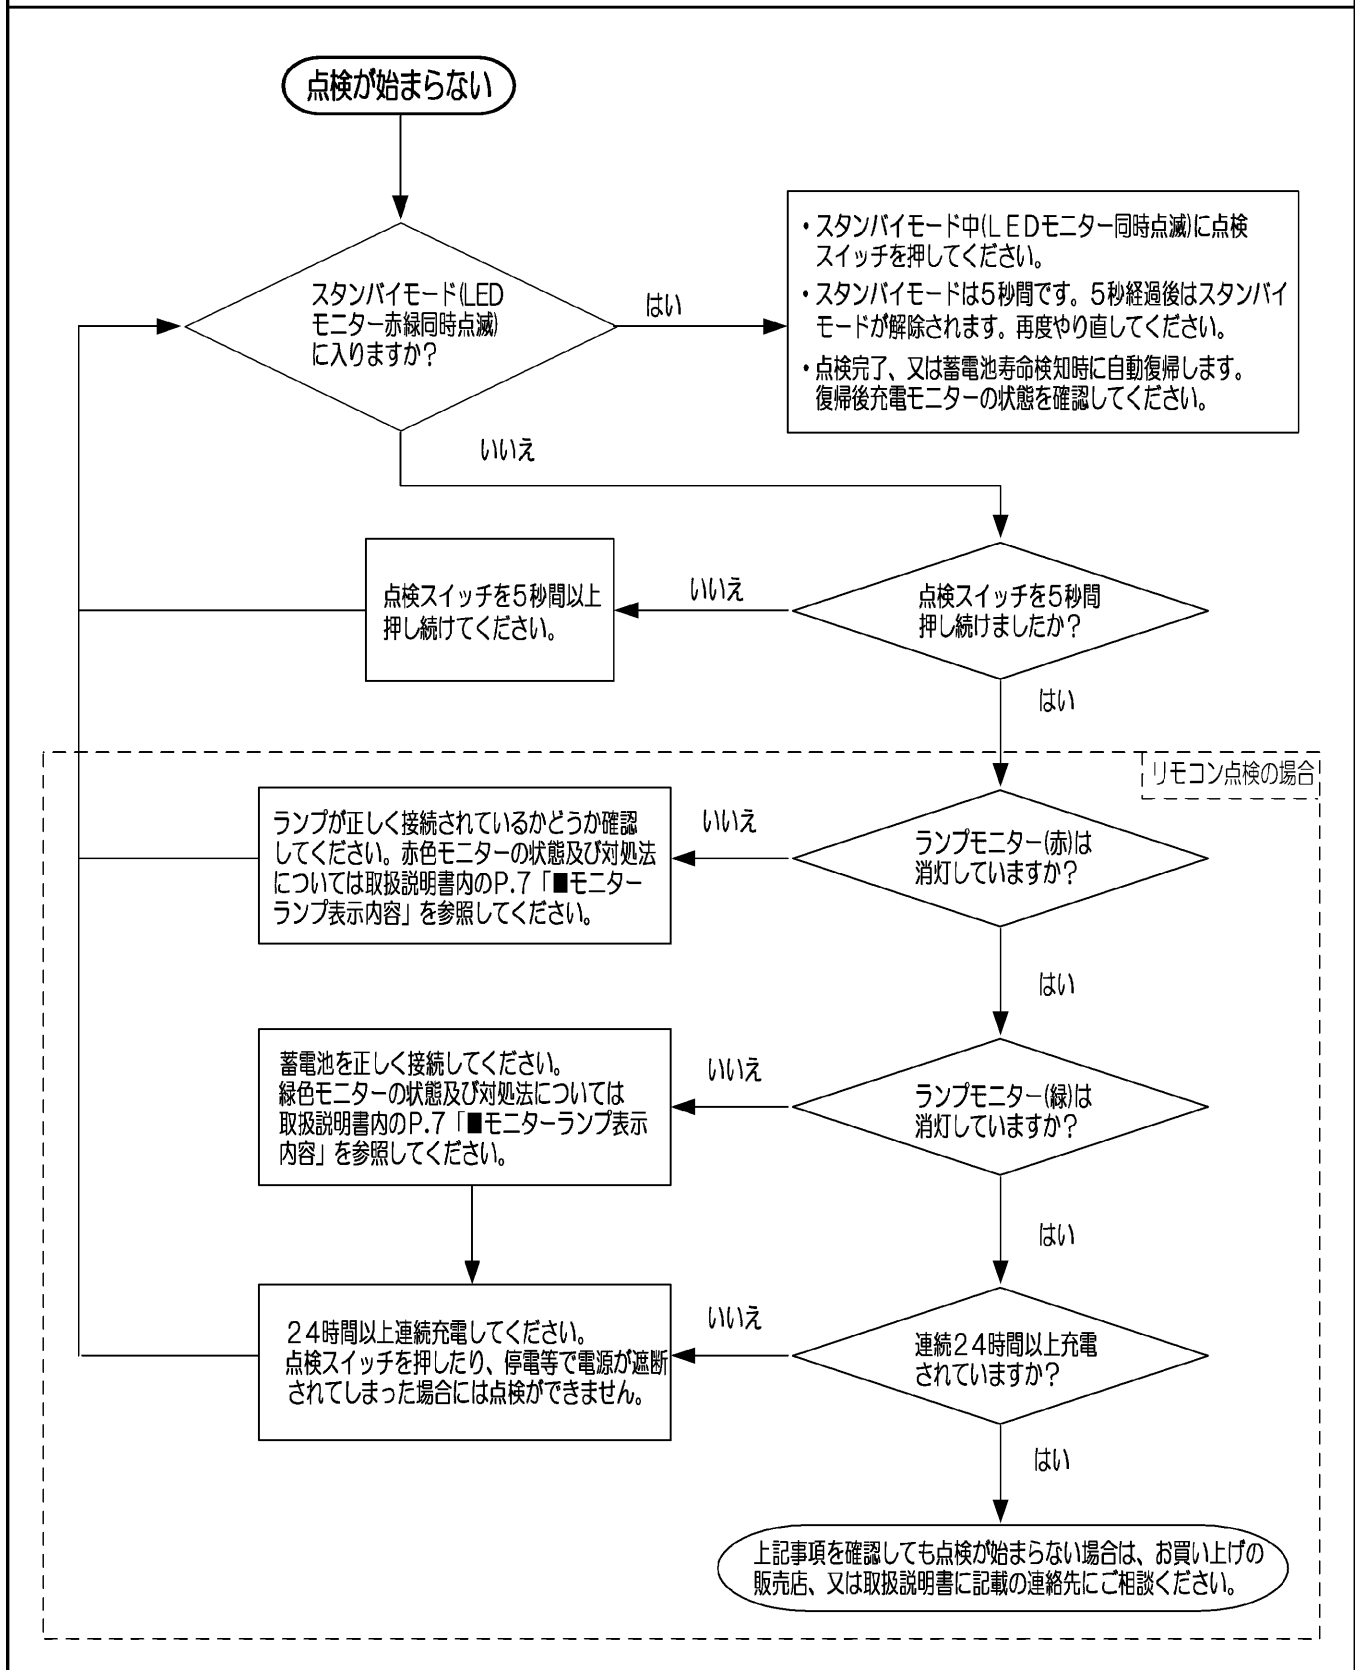 点検が始まらない
スタンバイモード(LED
モニター赤緑同時点滅)
に入りますか?
はい
・スタンバイモード中(LEDモニター同時点滅)に点検
スイッチを押してください。
・スタンバイモードは5秒間です。5秒経過後はスタンバイ
モードが解除されます。再度やり直してください。
・点検完了、又は蓄電池寿命検知時に自動復帰します。
復帰後充電モニターの状態を確認してください。
いいえ
点検スイッチを5秒間
押し続けましたか?
いいえ
点検スイッチを5秒間以上
押し続けてください。
はい
リモコン点検の場合
ランプモニター(赤)は
消灯していますか?
いいえ
ランプが正しく接続されているかどうか確認
してください。赤色モニターの状態及び対処法
については取扱説明書内のP.7「■モニター
ランプ表示内容」を参照してください。
はい
ランプモニター(緑)は
消灯していますか?
いいえ
蓄電池を正しく接続してください。
緑色モニターの状態及び対処法については
取扱説明書内のP.7「■モニターランプ表示
内容」を参照してください。
はい
連続24時間以上充電
されていますか?
いいえ
24時間以上連続充電してください。
点検スイッチを押したり、停電等で電源が遮断
されてしまった場合には点検ができません。
はい
上記事項を確認しても点検が始まらない場合は、お買い上げの
販売店、又は取扱説明書に記載の連絡先にご相談ください。